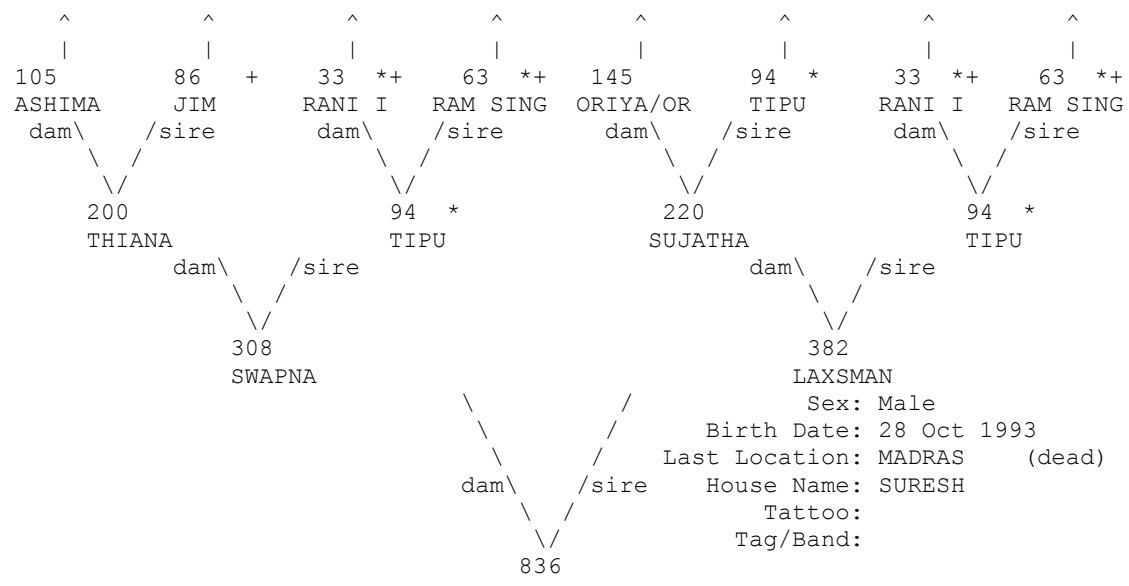 ^ ^ ^ ^ ^ ^ ^ ^
| | | | | | | |
105 86 + 33 *+ 63 *+ 145 94 * 33 *+ 63 *+
ASHIMA JIM RANI I RAM SING ORIYA/OR TIPU RANI I RAM SING
dam\ /sire dam\ /sire dam\ /sire dam\ /sire
\ / \ / \ / \ /
\/ \/ \/ \/
200 94 * 220 94 *
THIANA TIPU SUJATHA TIPU
dam\ /sire dam\ /sire
\ / \ /
\/ \/
308 382
SWAPNA LAXSMAN
\ / Sex: Male
\ / Birth Date: 28 Oct 1993
\ / Last Location: MADRAS (dead)
dam\ /sire House Name: SURESH
\ / Tattoo:
\/ Tag/Band:
836